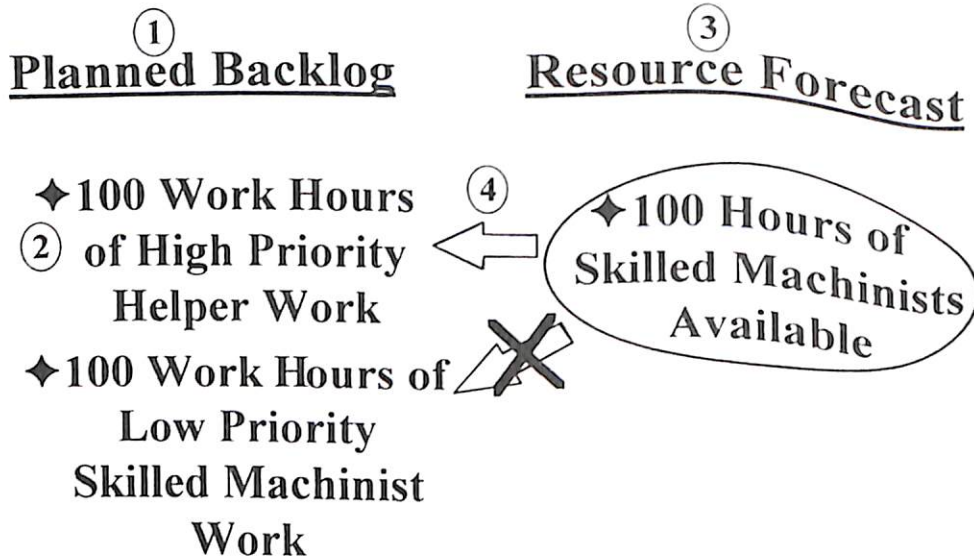 1
Planned Backlog
✦100 Work Hours
2 of High Priority
Helper Work
✦100 Work Hours of
Low Priority
Skilled Machinist
Work
3
Resource Forecast
4
✦100 Hours of
Skilled Machinists
Available